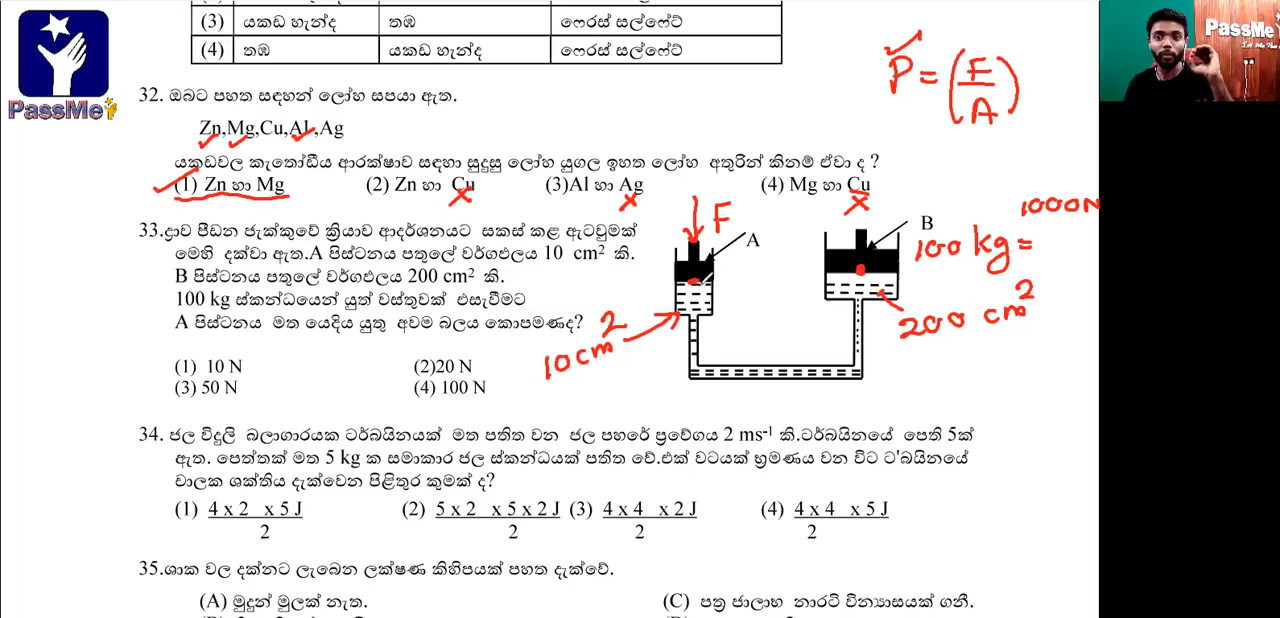 (3) යකඩ හැන්ද තඹ ෆෙරස් සල්ෆේට්
(4) තඹ යකඩ හැන්ද ෆෙරස් සල්ෆේට්
PassMe
PassMe
P = (F/A)
32. ඔබට පහත සඳහන් ලෝහ සපයා ඇත.
Zn,Mg,Cu,Al,Ag
යකඩවල කැතෝඩීය ආරක්ෂාව සඳහා සුදුසු ලෝහ යුගල ඉහත ලෝහ අතුරින් කිනම් ඒවා ද ?
(1) Zn හා Mg (2) Zn හා Cu (3)Al හා Ag (4) Mg හා Cu
33.ද්‍රාව පීඩන ජැක්කුවේ ක්‍රියාව ආදර්ශනයට සකස් කළ ඇටවුමක්
මෙහි දක්වා ඇත.A පිස්ටනයේ පතුලේ වර්ගඵලය 10 cm² කි.
B පිස්ටනය පතුලේ වර්ගඵලය 200 cm² කි.
100 kg ස්කන්ධයෙන් යුත් වස්තුවක් එසැවීමට
A පිස්ටනය මත යෙදිය යුතු අවම බලය කොපමණද?
(1) 10 N (2)20 N
(3) 50 N (4) 100 N
F
A
B
1000N
100 kg =
200 cm²
10cm²
34. ජල විදුලි බලාගාරයක ටර්බයිනයක් මත පතිත වන ජල පහරේ ප්‍රවේගය 2 ms⁻¹ කි.ටර්බයිනයේ පෙති 5ක්
ඇත. පෙත්තක් මත 5 kg ක සමාකාර ජල ස්කන්ධයක් පතිත වේ.එක් වටයක් භ්‍රමණය වන විට ට'බයිනයේ
චාලක ශක්තිය දැක්වෙන පිළිතුර කුමක් ද?
(1) 4 x 2 x 5 J (2) 5 x 2 x 5 x 2 J (3) 4 x 4 x 2 J (4) 4 x 4 x 5 J
2 2 2 2
35.ශාක වල දක්නට ලැබෙන ලක්ෂණ කිහිපයක් පහත දැක්වේ.
(A) මුදුන් මුලක් නැත. (C) පත්‍ර ජාලාභ නාරටි වින්‍යාසයක් ගනී.